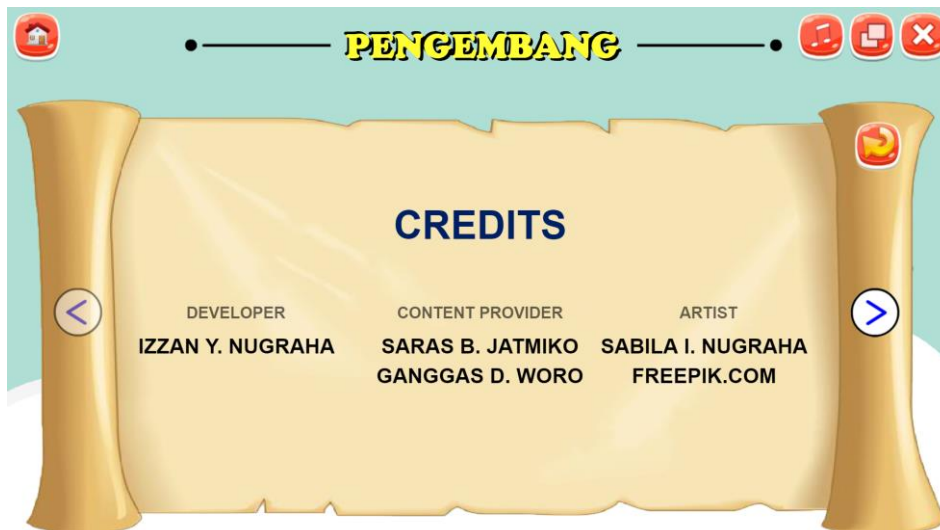 PENGEMBANG
CREDITS
DEVELOPER
IZZAN Y. NUGRAHA
CONTENT PROVIDER
SARAS B. JATMIKO
GANGGAS D. WORO
ARTIST
SABILA I. NUGRAHA
FREEPIK.COM